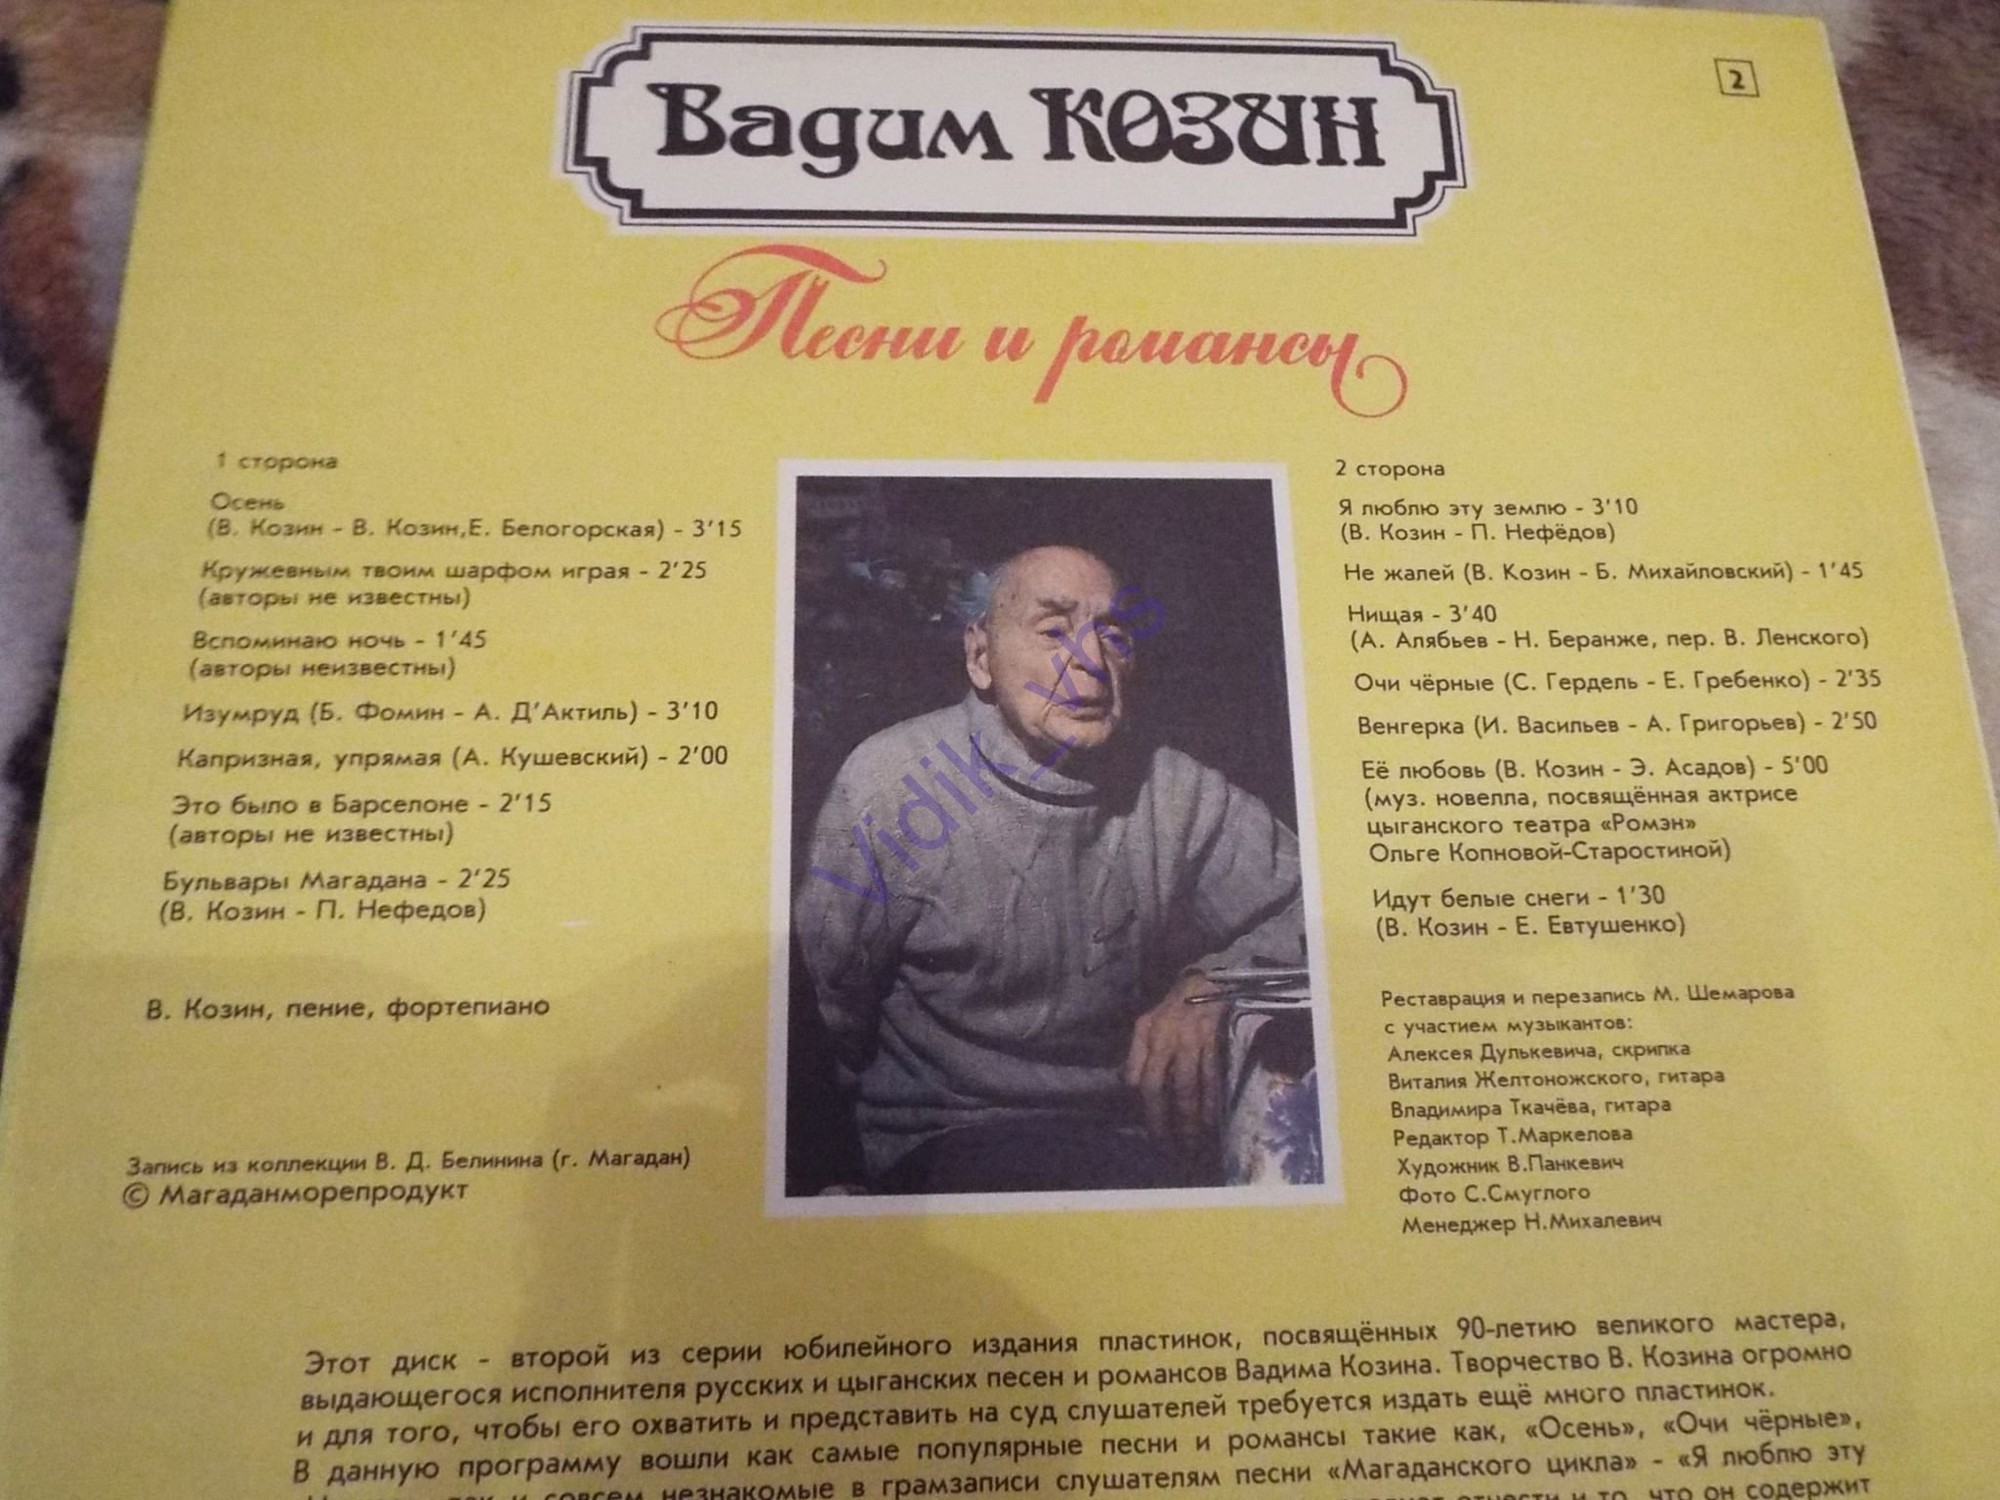 Вадим КОЗИН
2
Песни и романсы
1 сторона
Осень
(В. Козин - В. Козин,Е. Белогорская) - 3'15
Кружевным твоим шарфом играя - 2'25
(авторы не известны)
Вспоминаю ночь - 1'45
(авторы неизвестны)
Изумруд (Б. Фомин - А. Д'Актиль) - 3'10
Капризная, упрямая (А. Кушевский) - 2'00
Это было в Барселоне - 2'15
(авторы не известны)
Бульвары Магадана - 2'25
(В. Козин - П. Нефедов)
В. Козин, пение, фортепиано
Запись из коллекции В. Д. Белинина (г. Магадан)
© Магаданморепродукт
Vidik_vhs
2 сторона
Я люблю эту землю - 3'10
(В. Козин - П. Нефёдов)
Не жалей (В. Козин - Б. Михайловский) - 1'45
Нищая - 3'40
(А. Алябьев - Н. Беранже, пер. В. Ленского)
Очи чёрные (С. Гердель - Е. Гребенко) - 2'35
Венгерка (И. Васильев - А. Григорьев) - 2'50
Её любовь (В. Козин - Э. Асадов) - 5'00
(муз. новелла, посвящённая актрисе
цыганского театра «Ромэн»
Ольге Копновой-Старостиной)
Идут белые снеги - 1'30
(В. Козин - Е. Евтушенко)
Реставрация и перезапись М. Шемарова
с участием музыкантов:
Алексея Дулькевича, скрипка
Виталия Желтоножского, гитара
Владимира Ткачёва, гитара
Редактор Т.Маркелова
Художник В.Панкевич
Фото С.Смуглого
Менеджер Н.Михалевич
Этот диск - второй из серии юбилейного издания пластинок, посвящённых 90-летию великого мастера,
выдающегося исполнителя русских и цыганских песен и романсов Вадима Козина. Творчество В. Козина огромно
и для того, чтобы его охватить и представить на суд слушателей требуется издать ещё много пластинок.
В данную программу вошли как самые популярные песни и романсы такие как, «Осень», «Очи чёрные»,
так и совсем незнакомые в грамзаписи слушателям песни «Магаданского цикла» - «Я люблю эту
отнести и то, что он содержит